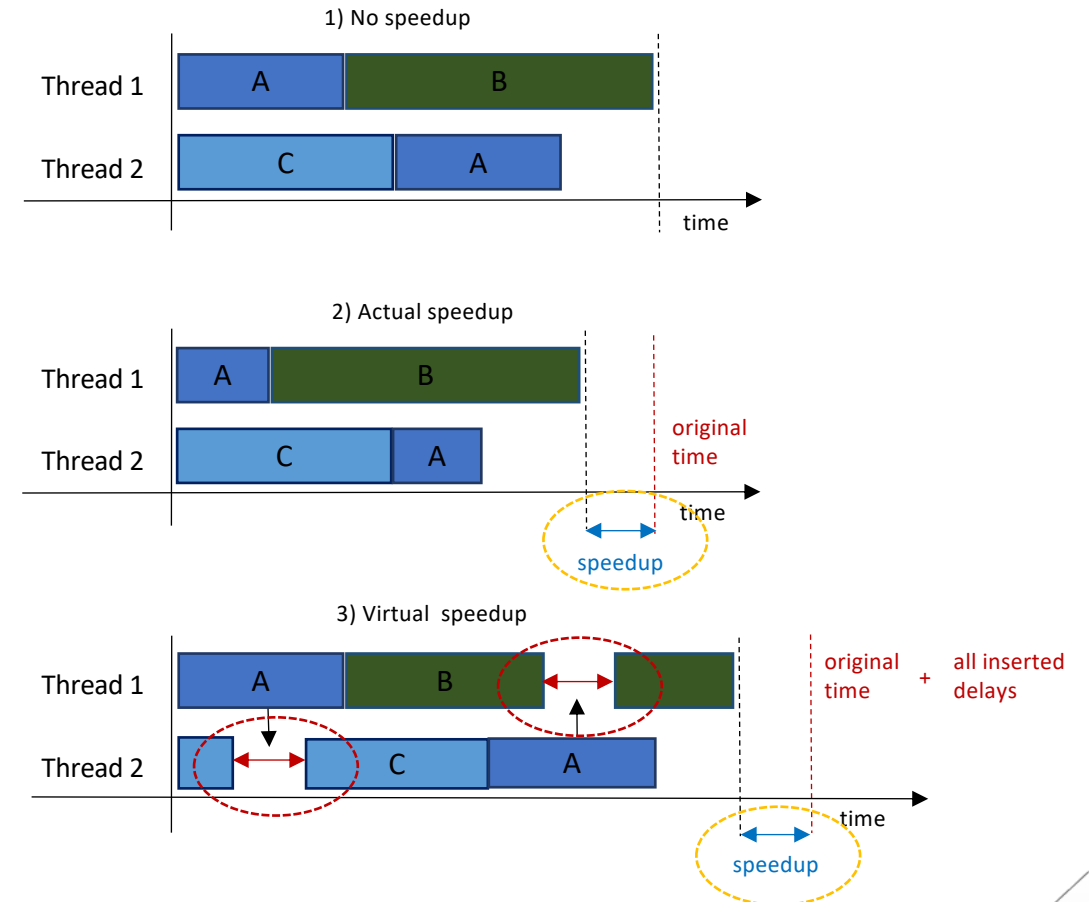 1) No speedup
Thread 1
A
B
Thread 2
C
A
time
2) Actual speedup
Thread 1
A
B
Thread 2
C
A
original
time
time
speedup
3) Virtual speedup
Thread 1
A
B
original
time
+
all inserted
delays
Thread 2
C
A
time
speedup